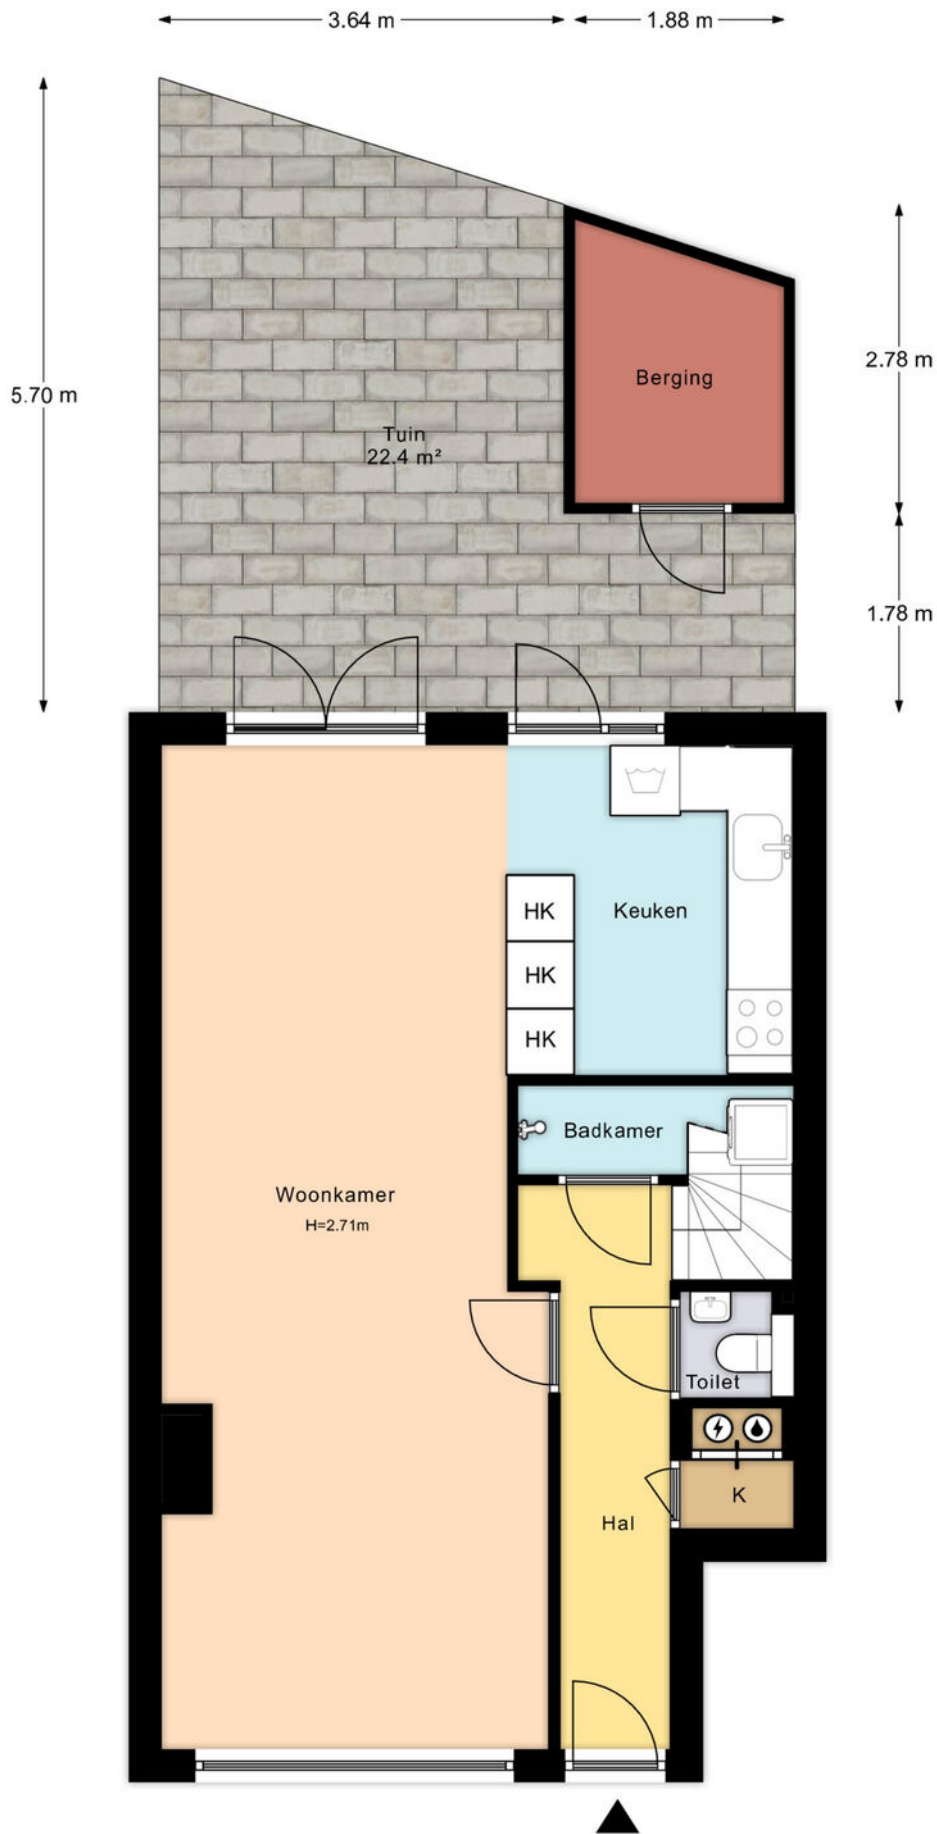 3.64 m
1.88 m
5.70 m
2.78 m
Berging
Tuin
22.4 m²
1.78 m
HK
Keuken
HK
HK
Badkamer
Woonkamer
H=2.71m
Toilet
K
Hal